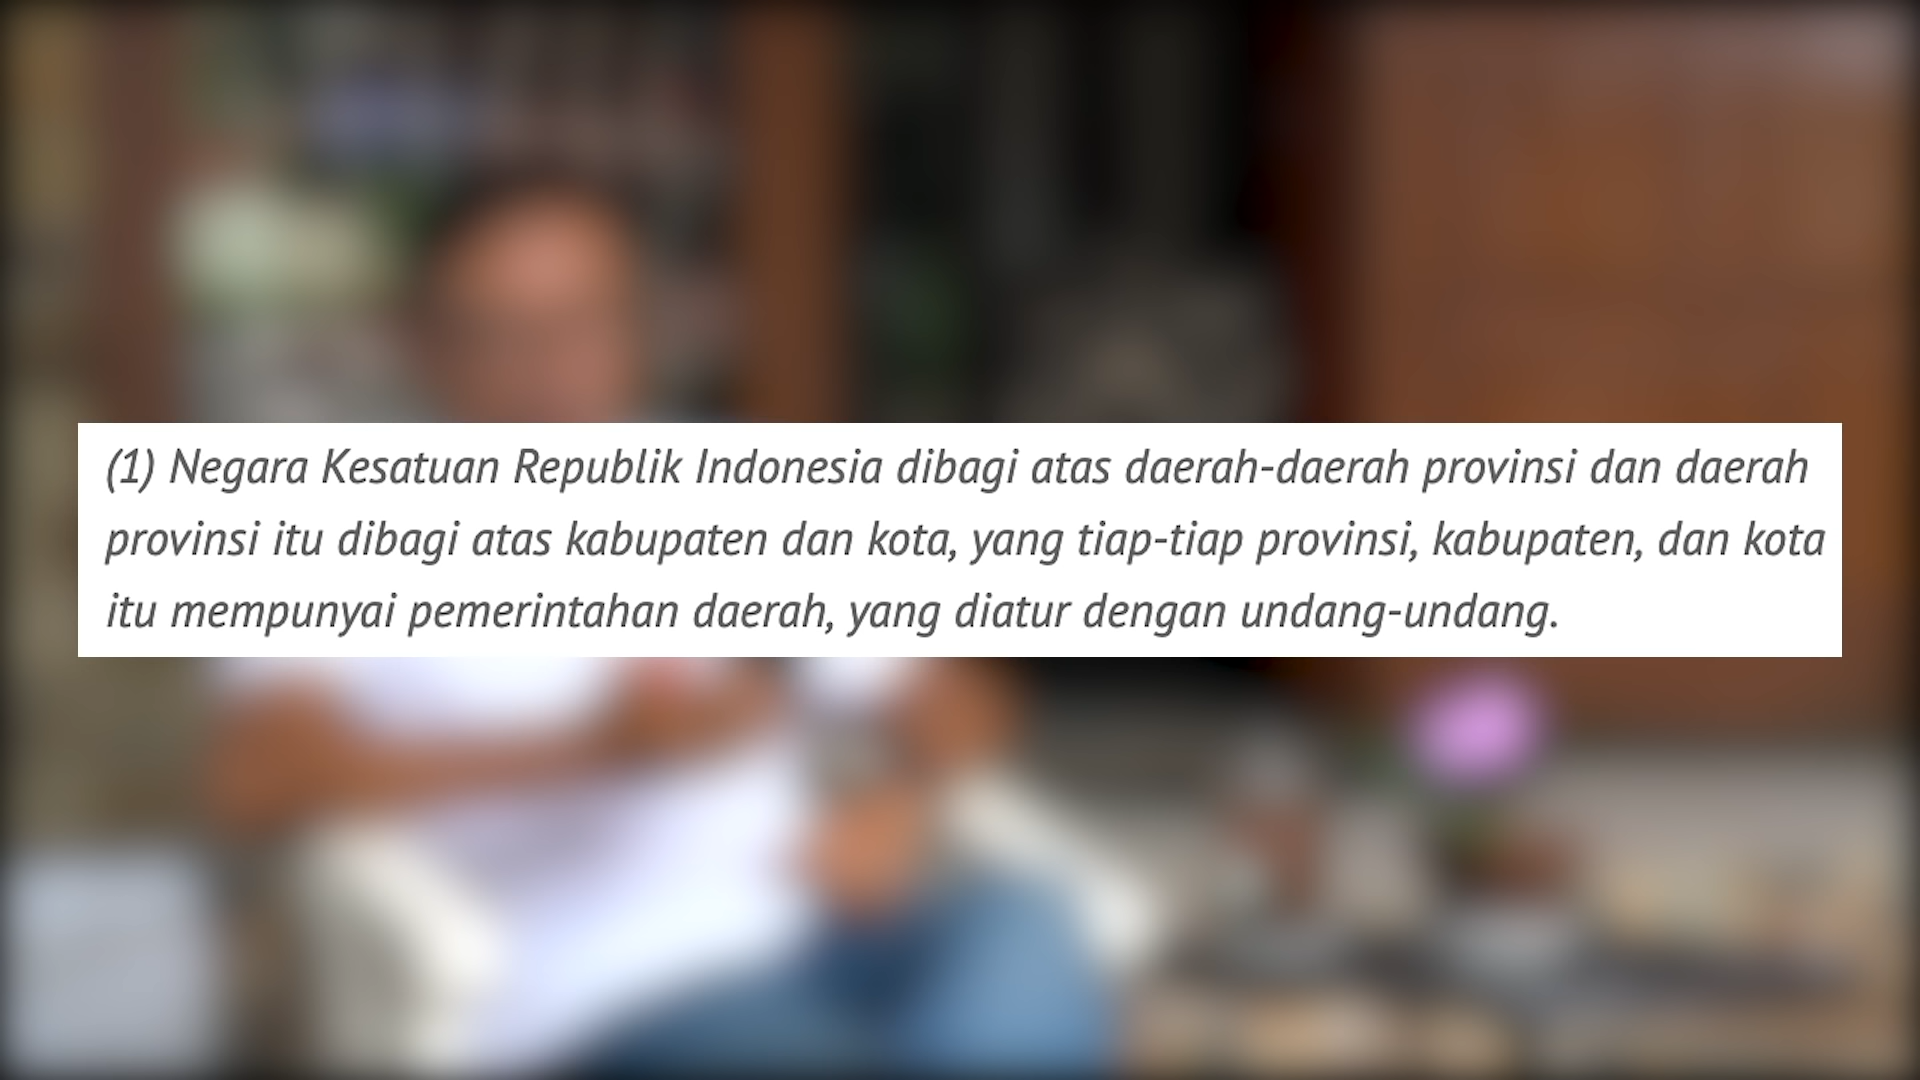 (1) Negara Kesatuan Republik Indonesia dibagi atas daerah-daerah provinsi dan daerah
provinsi itu dibagi atas kabupaten dan kota, yang tiap-tiap provinsi, kabupaten, dan kota
itu mempunyai pemerintahan daerah, yang diatur dengan undang-undang.